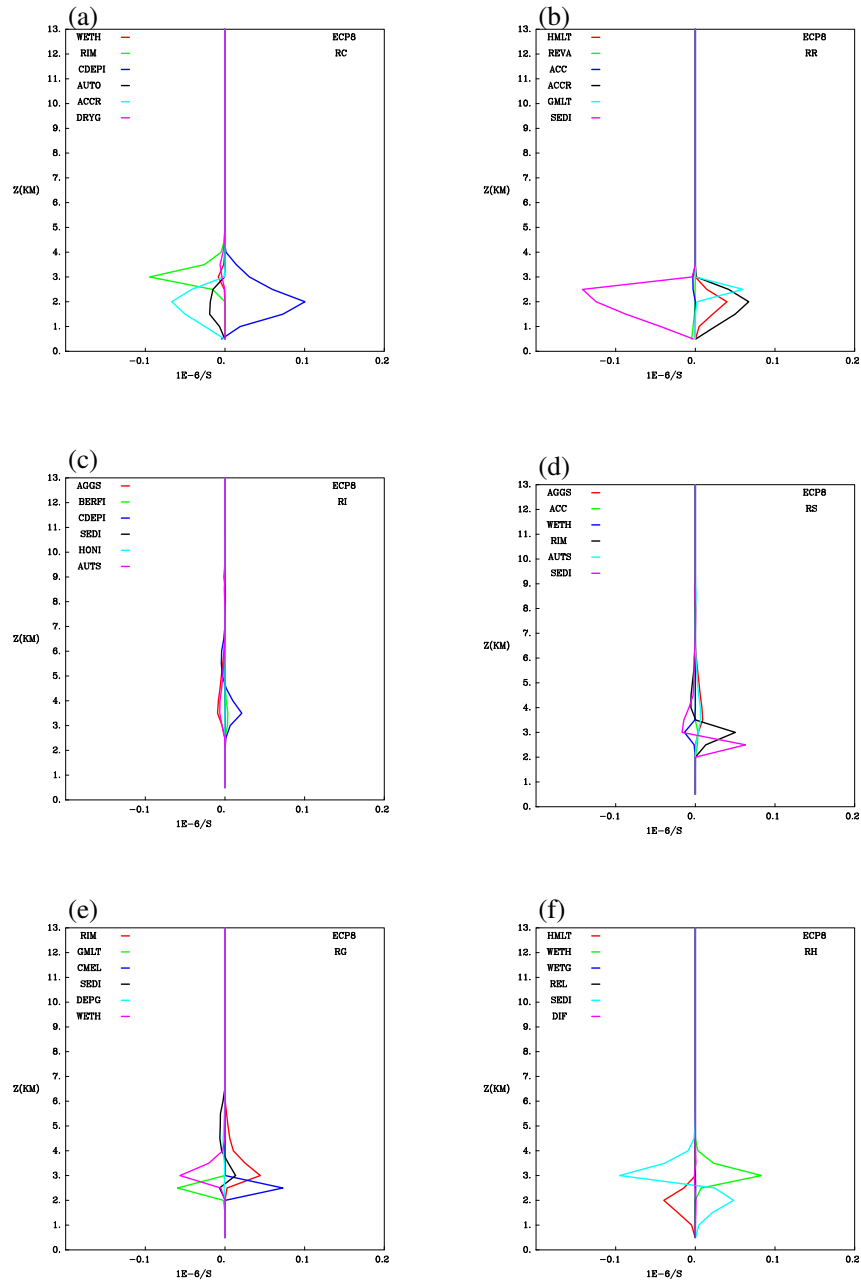 (a)
13.
12.
11.
10.
9.
8.
7.
6.
5.
4.
3.
2.
1.
0.
Z(KM)
WETH
RIM
CDEPI
AUTO
ACCR
DRYG
ECP8
RC
−0.1
0.
0.1
0.2
1E−6/S
(b)
13.
12.
11.
10.
9.
8.
7.
6.
5.
4.
3.
2.
1.
0.
Z(KM)
HMLT
REVA
ACC
ACCR
GMLT
SEDI
ECP8
RR
−0.1
0.
0.1
0.2
1E−6/S
(c)
13.
12.
11.
10.
9.
8.
7.
6.
5.
4.
3.
2.
1.
0.
Z(KM)
AGGS
BERFI
CDEPI
SEDI
HONI
AUTS
ECP8
RI
−0.1
0.
0.1
0.2
1E−6/S
(d)
13.
12.
11.
10.
9.
8.
7.
6.
5.
4.
3.
2.
1.
0.
Z(KM)
AGGS
ACC
WETH
RIM
AUTS
SEDI
ECP8
RS
−0.1
0.
0.1
0.2
1E−6/S
(e)
13.
12.
11.
10.
9.
8.
7.
6.
5.
4.
3.
2.
1.
0.
Z(KM)
RIM
GMLT
CMEL
SEDI
DEPG
WETH
ECP8
RG
−0.1
0.
0.1
0.2
1E−6/S
(f)
13.
12.
11.
10.
9.
8.
7.
6.
5.
4.
3.
2.
1.
0.
Z(KM)
HMLT
WETH
WETG
REL
SEDI
DIF
ECP8
RH
−0.1
0.
0.1
0.2
1E−6/S